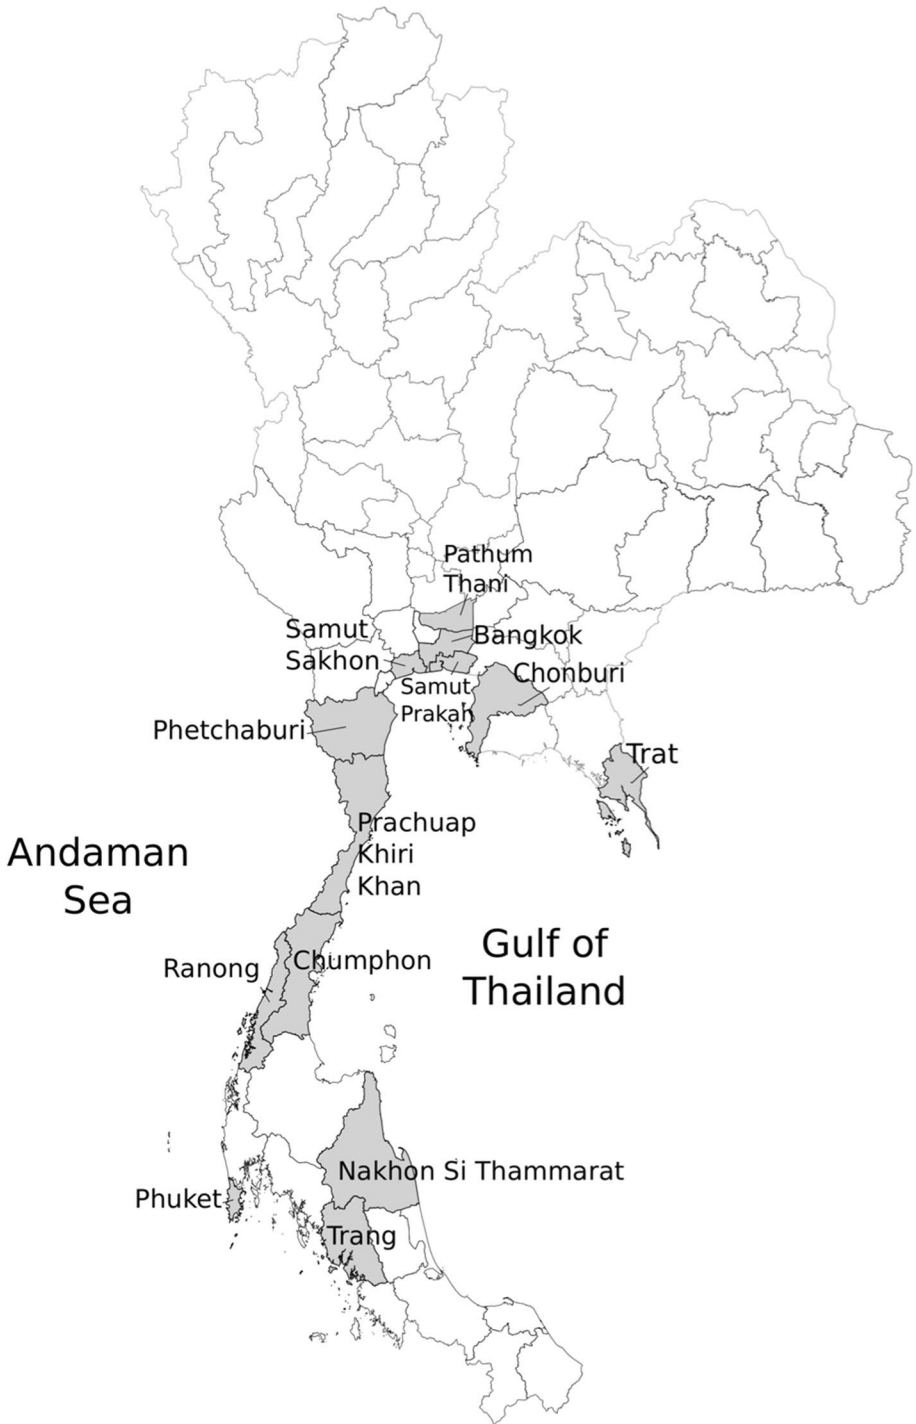 Pathum
Thani
Samut
Sakhon
Bangkok
Chonburi
Samut
Prakan
Phetchaburi
Trat
Prachuap
Khiri
Khan
Andaman
Sea
Gulf of
Thailand
Ranong
Chumphon
Nakhon Si Thammarat
Phuket
Trang